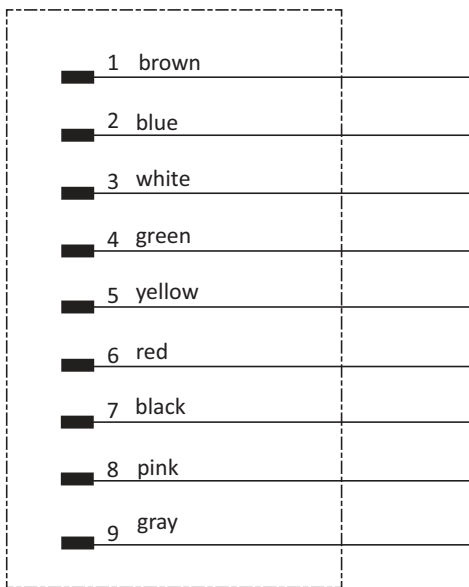 1 brown
2 blue
3 white
4 green
5 yellow
6 red
7 black
8 pink
9 gray